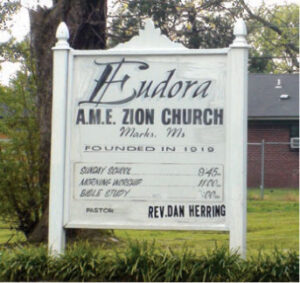 Eudora
A.M.E. ZION CHURCH
Marks, Ms
FOUNDED IN 1919
SUNDAY SCHOOL 9:45
MORNING WORSHIP 11:00
BIBLE STUDY :00
PASTOR REV. DAN HERRING